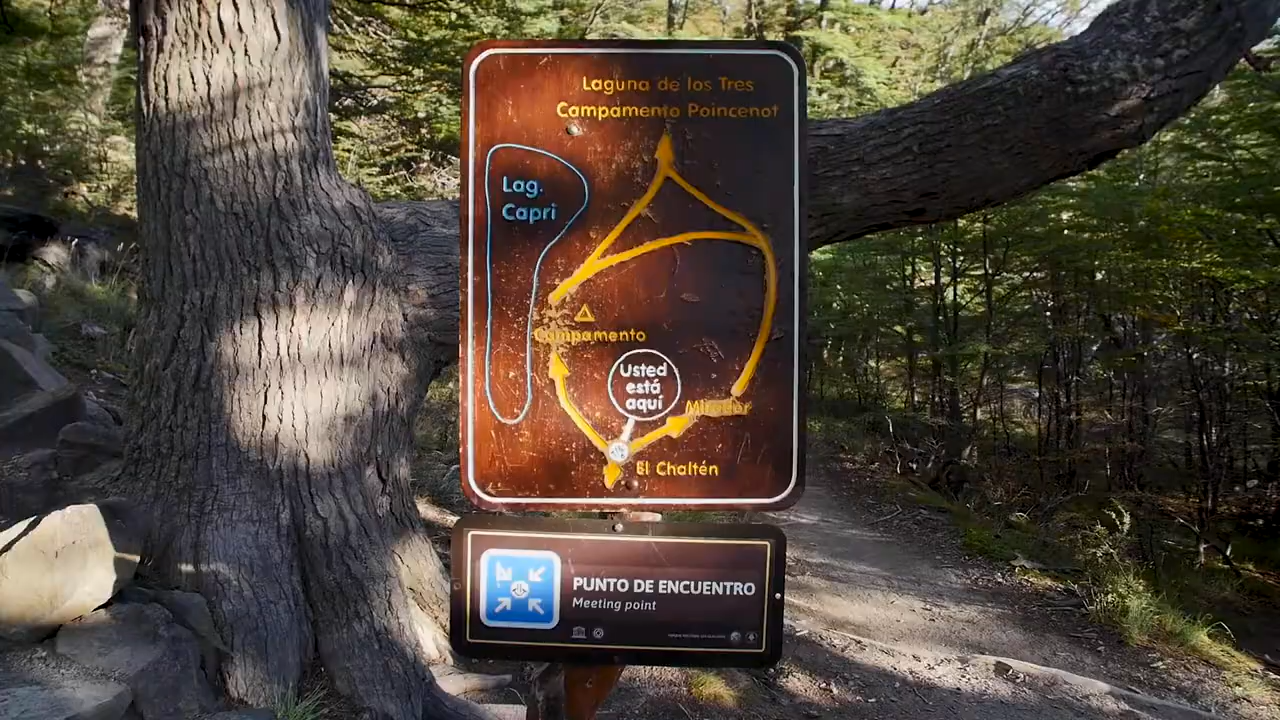 Laguna de los Tres
Campamento Poincenot
Lag.
Capri
Campamento
Usted
está
aquí
Mirador
El Chaltén
PUNTO DE ENCUENTRO
Meeting point